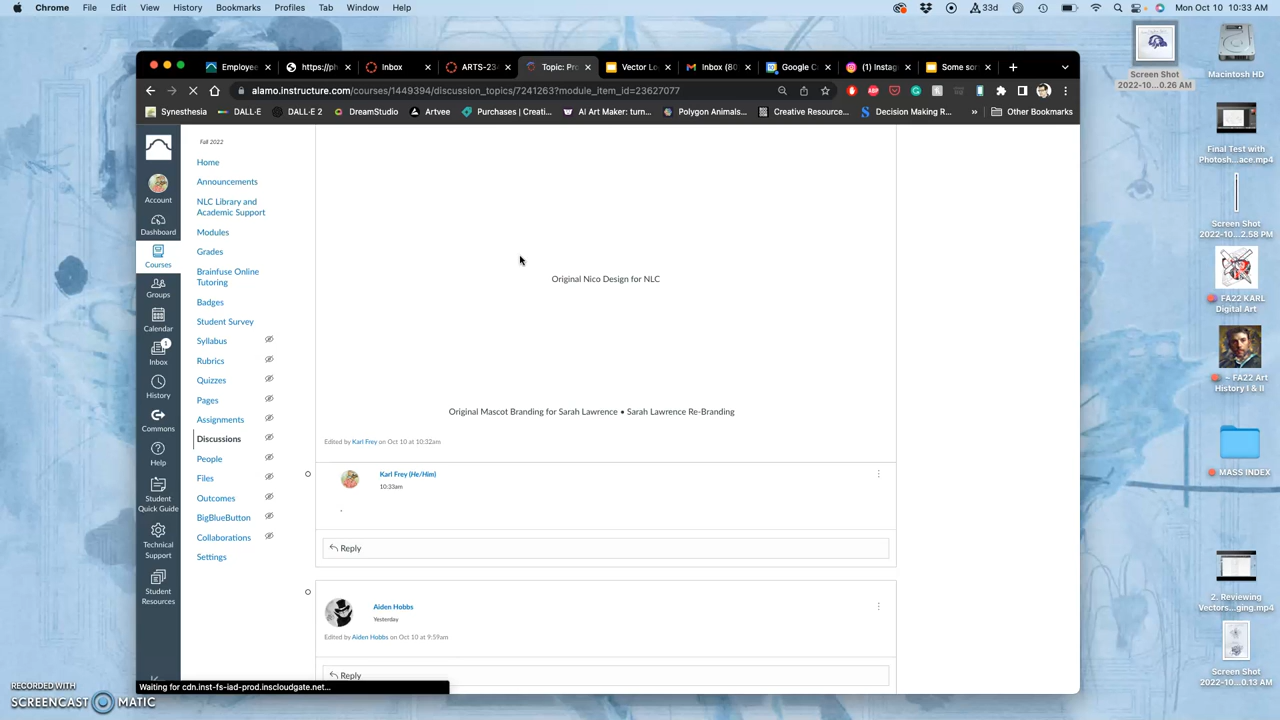 Chrome File Edit View History Bookmarks Profiles Tab Window Help 33d Mon Oct 10 10:33 AM
Employee https://ph Inbox ARTS-23 Topic: Pr Vector Lo Inbox (80 Google C (1) Instag Some sor
alamo.instructure.com/courses/1449394/discussion_topics/7241263?module_item_id=23627077
Synesthesia DALL-E DALL-E 2 DreamStudio Artvee Purchases | Creati... AI Art Maker: turn... Polygon Animals... Creative Resource... Decision Making R... » Other Bookmarks
Account
Dashboard
Courses
Groups
Calendar
1
Inbox
History
Commons
Help
Student
Quick Guide
Technical
Support
Student
Resources
Fall 2022
Home
Announcements
NLC Library and
Academic Support
Modules
Grades
Brainfuse Online
Tutoring
Badges
Student Survey
Syllabus
Rubrics
Quizzes
Pages
Assignments
Discussions
People
Files
Outcomes
BigBlueButton
Collaborations
Settings
Original Nico Design for NLC
Original Mascot Branding for Sarah Lawrence • Sarah Lawrence Re-Branding
Edited by Karl Frey on Oct 10 at 10:32am
Karl Frey (He/Him)
10:33am
.
Reply
Aiden Hobbs
Yesterday
Edited by Aiden Hobbs on Oct 10 at 9:59am
Reply
Waiting for cdn.inst-fs-iad-prod.inscloudgate.net...
Screen Shot
2022-10...0.26 AM
Macintosh HD
Final Test with
Photosh...ace.mp4
Screen Shot
2022-10...2.58 PM
FA22 KARL
Digital Art
~ FA22 Art
History I & II
MASS INDEX
2. Reviewing
Vectors...ging.mp4
Screen Shot
2022-10...0.13 AM
RECORDED WITH
SCREENCAST MATIC